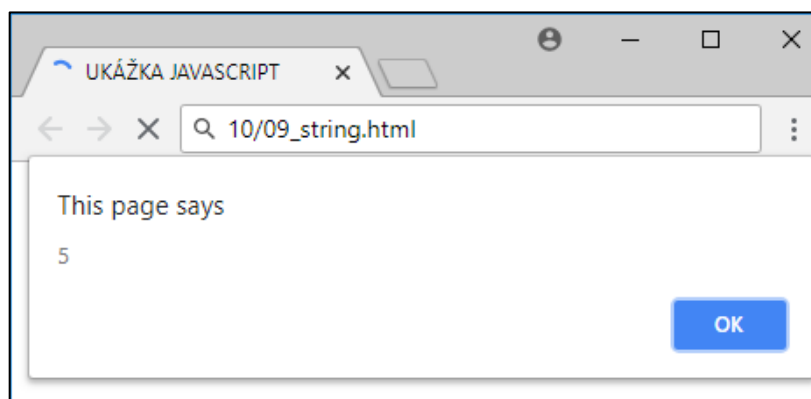 UKÁŽKA JAVASCRIPT
10/09_string.html
This page says
5
OK